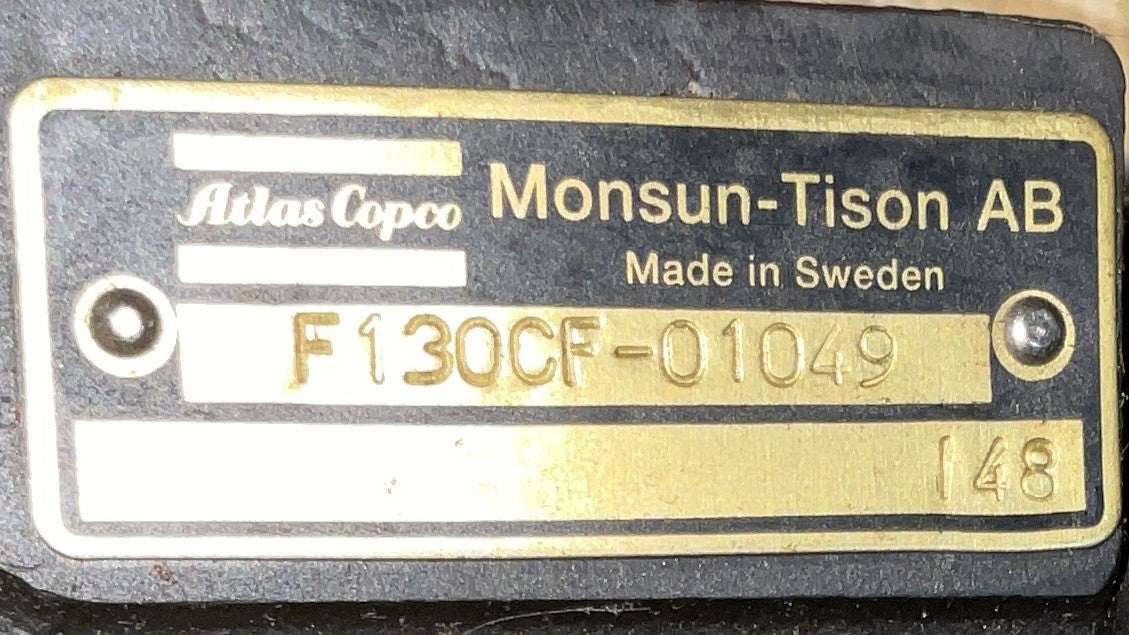 Atlas Copco
Monsun-Tison AB
Made in Sweden
F130CF-01049
148